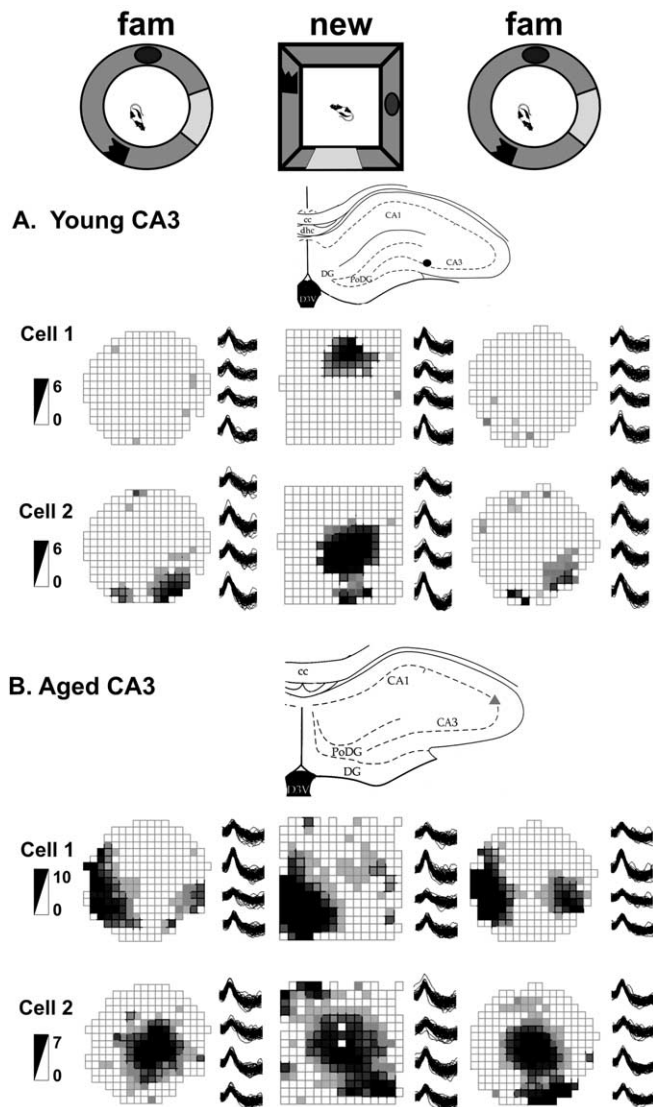 fam new fam
A. Young CA3
cc
dhc
CA1
DG
PoDG
CA3
D3V
Cell 1
6
0
Cell 2
6
0
B. Aged CA3
cc
CA1
CA3
PoDG
DG
D3V
Cell 1
10
0
Cell 2
7
0